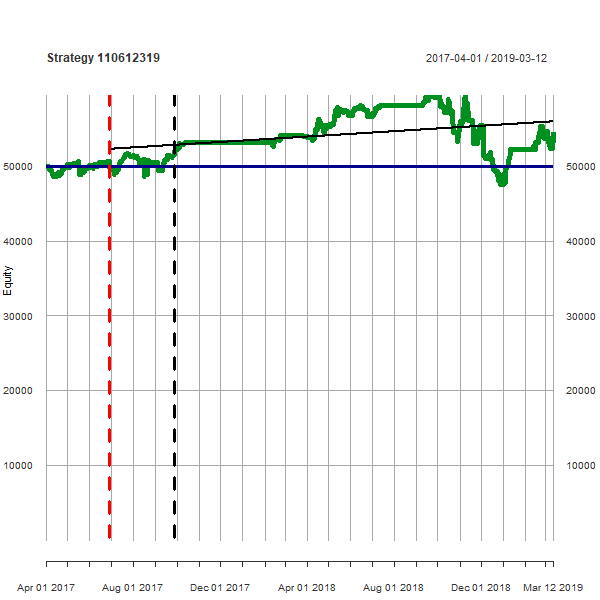 Strategy 110612319
2017-04-01 / 2019-03-12
50000
50000
40000
40000
Equity
30000
30000
20000
20000
10000
10000
Apr 01 2017
Aug 01 2017
Dec 01 2017
Apr 01 2018
Aug 01 2018
Dec 01 2018
Mar 12 2019